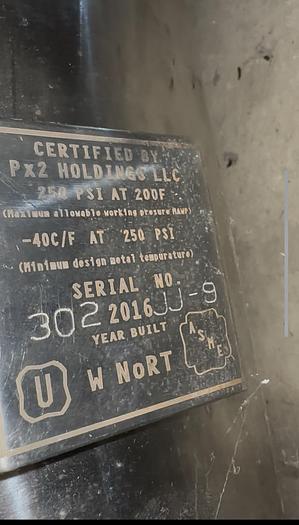 CERTIFIED BY
Px2 HOLDINGS LLC
250 PSI AT 200F
(Maximum allowable working presure MAWP)
-40C/F AT 250 PSI
(Minimum design metal tempurature)
SERIAL NO.
302 2016JJ-9
YEAR BUILT
U W NoRT ASME